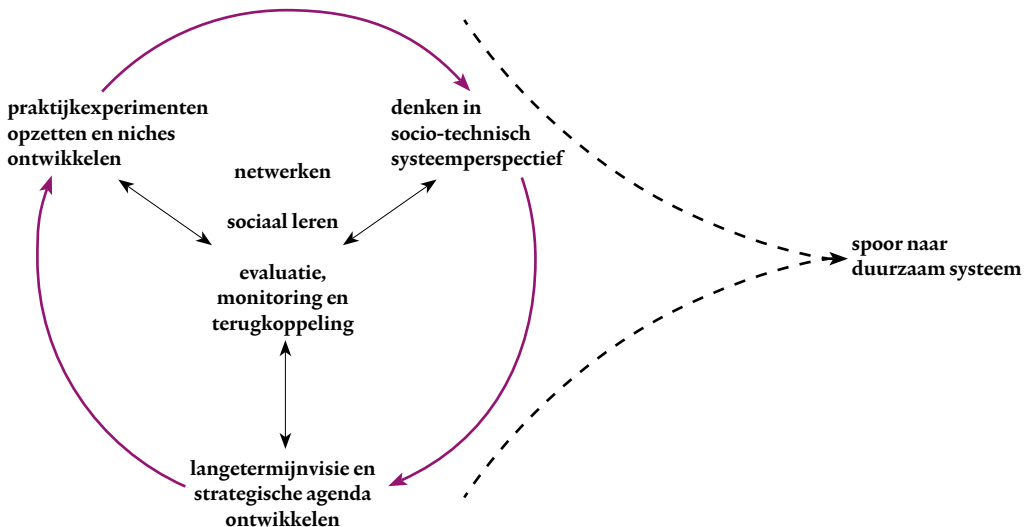 praktijkexperimenten
opzetten en niches
ontwikkelen
denken in
socio-technisch
systeemperspectief
netwerken
sociaal leren
evaluatie,
monitoring en
terugkoppeling
langetermijnvisie en
strategische agenda
ontwikkelen
spoor naar
duurzaam systeem